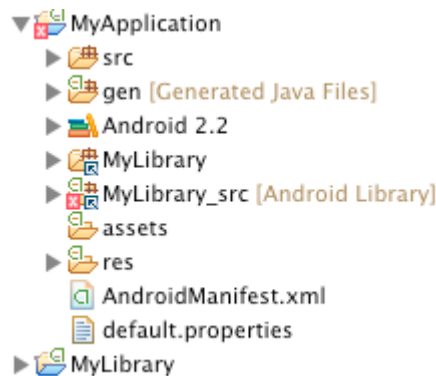 MyApplication
src
gen [Generated Java Files]
Android 2.2
MyLibrary
MyLibrary_src [Android Library]
assets
res
AndroidManifest.xml
default.properties
MyLibrary